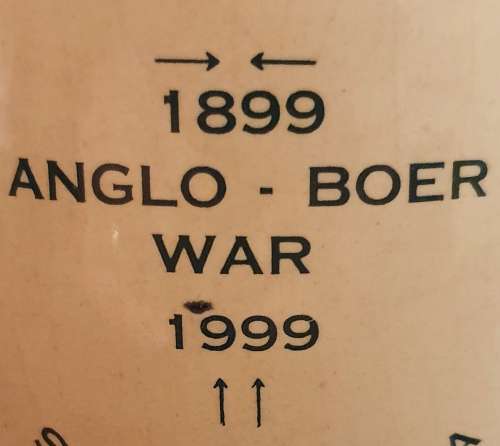 → ←
1899
ANGLO - BOER
WAR
1999
↑ ↑